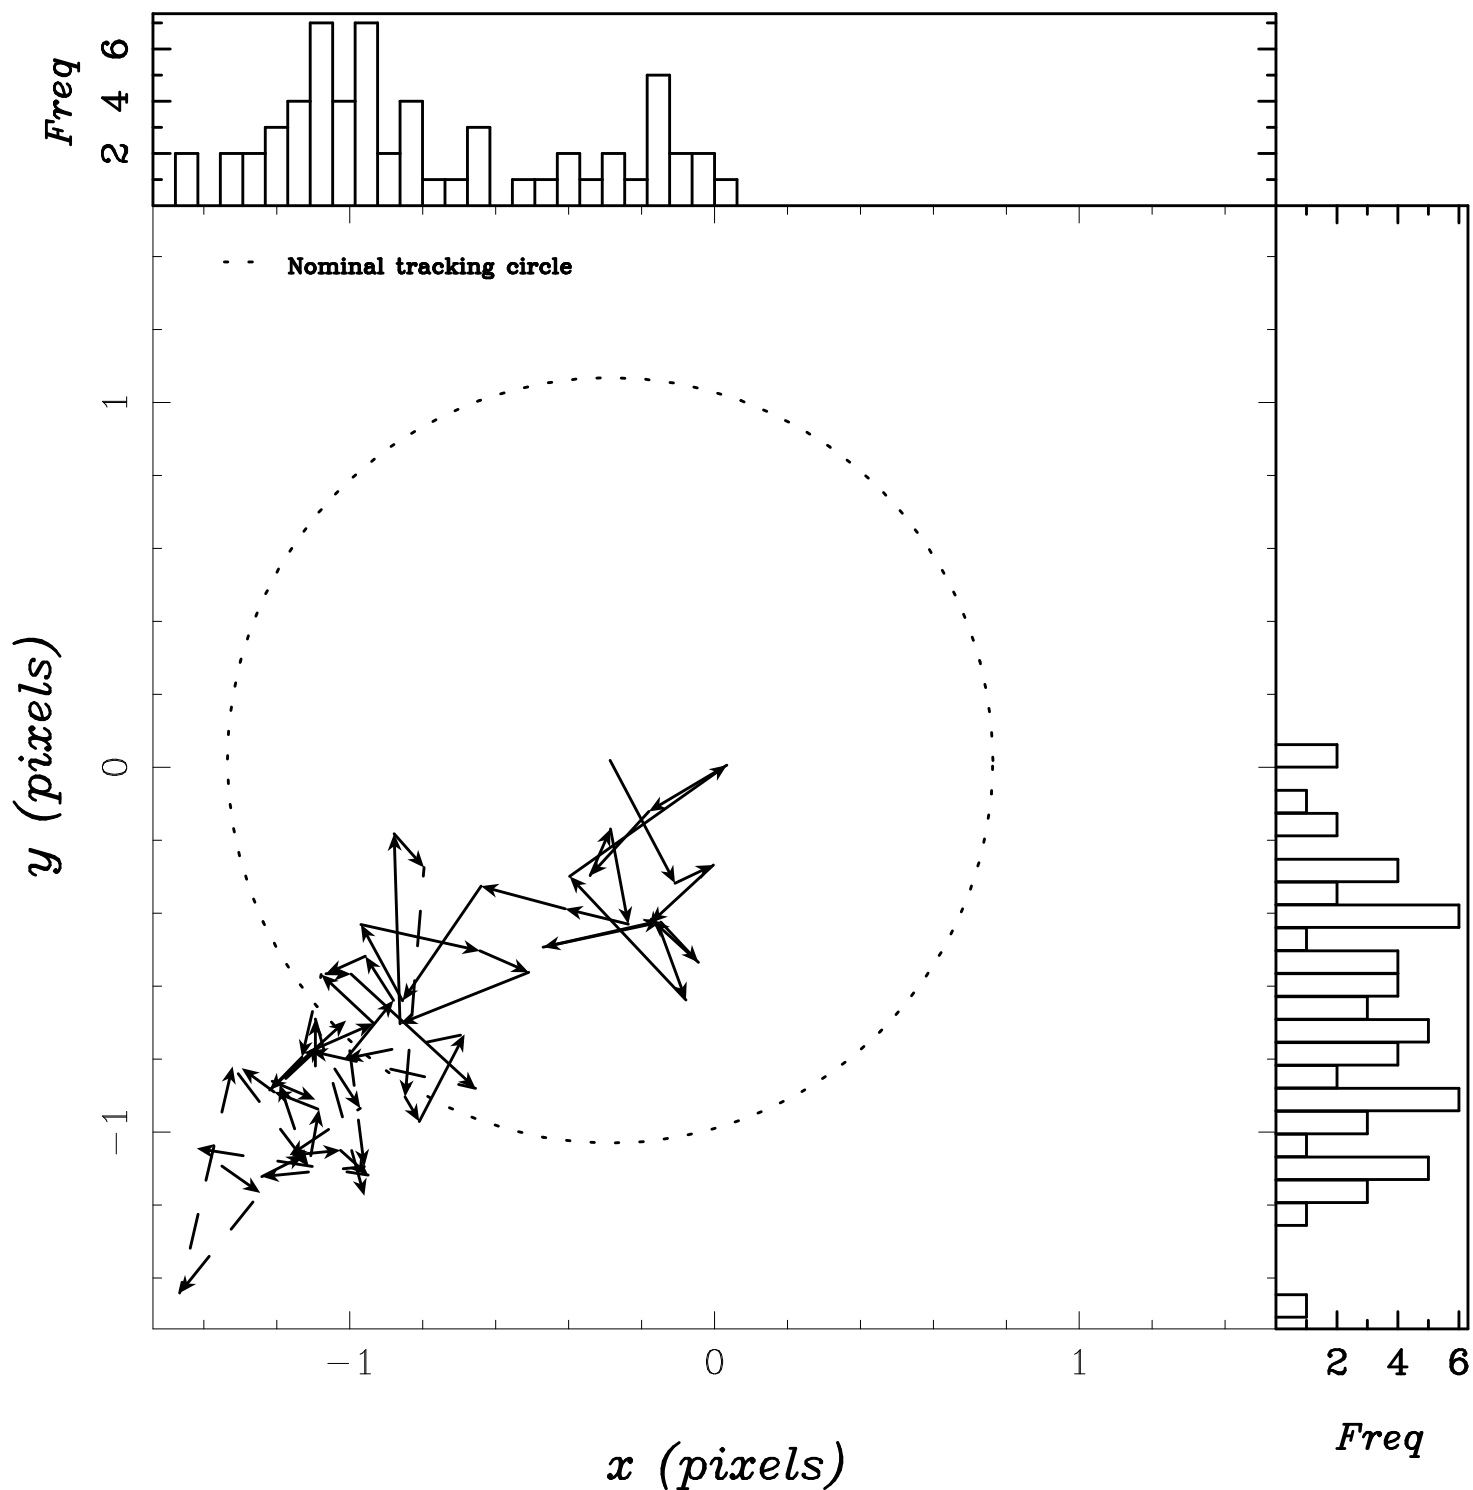 Freq
2 4 6
Nominal tracking circle
y (pixels)
1
0
−1
−1 0 1
x (pixels)
2 4 6
Freq